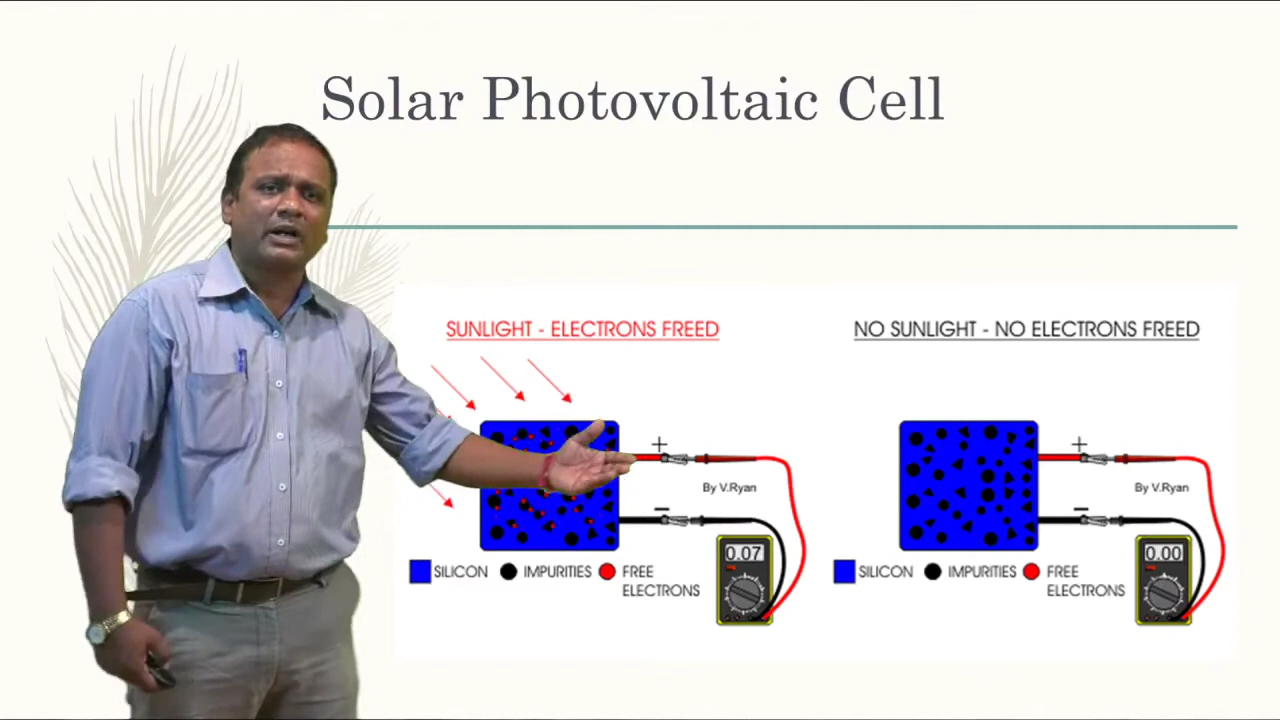 Solar Photovoltaic Cell
SUNLIGHT - ELECTRONS FREED
+
By V.Ryan
−
0.07
SILICON
IMPURITIES
FREE
ELECTRONS
NO SUNLIGHT - NO ELECTRONS FREED
+
By V.Ryan
−
0.00
SILICON
IMPURITIES
FREE
ELECTRONS